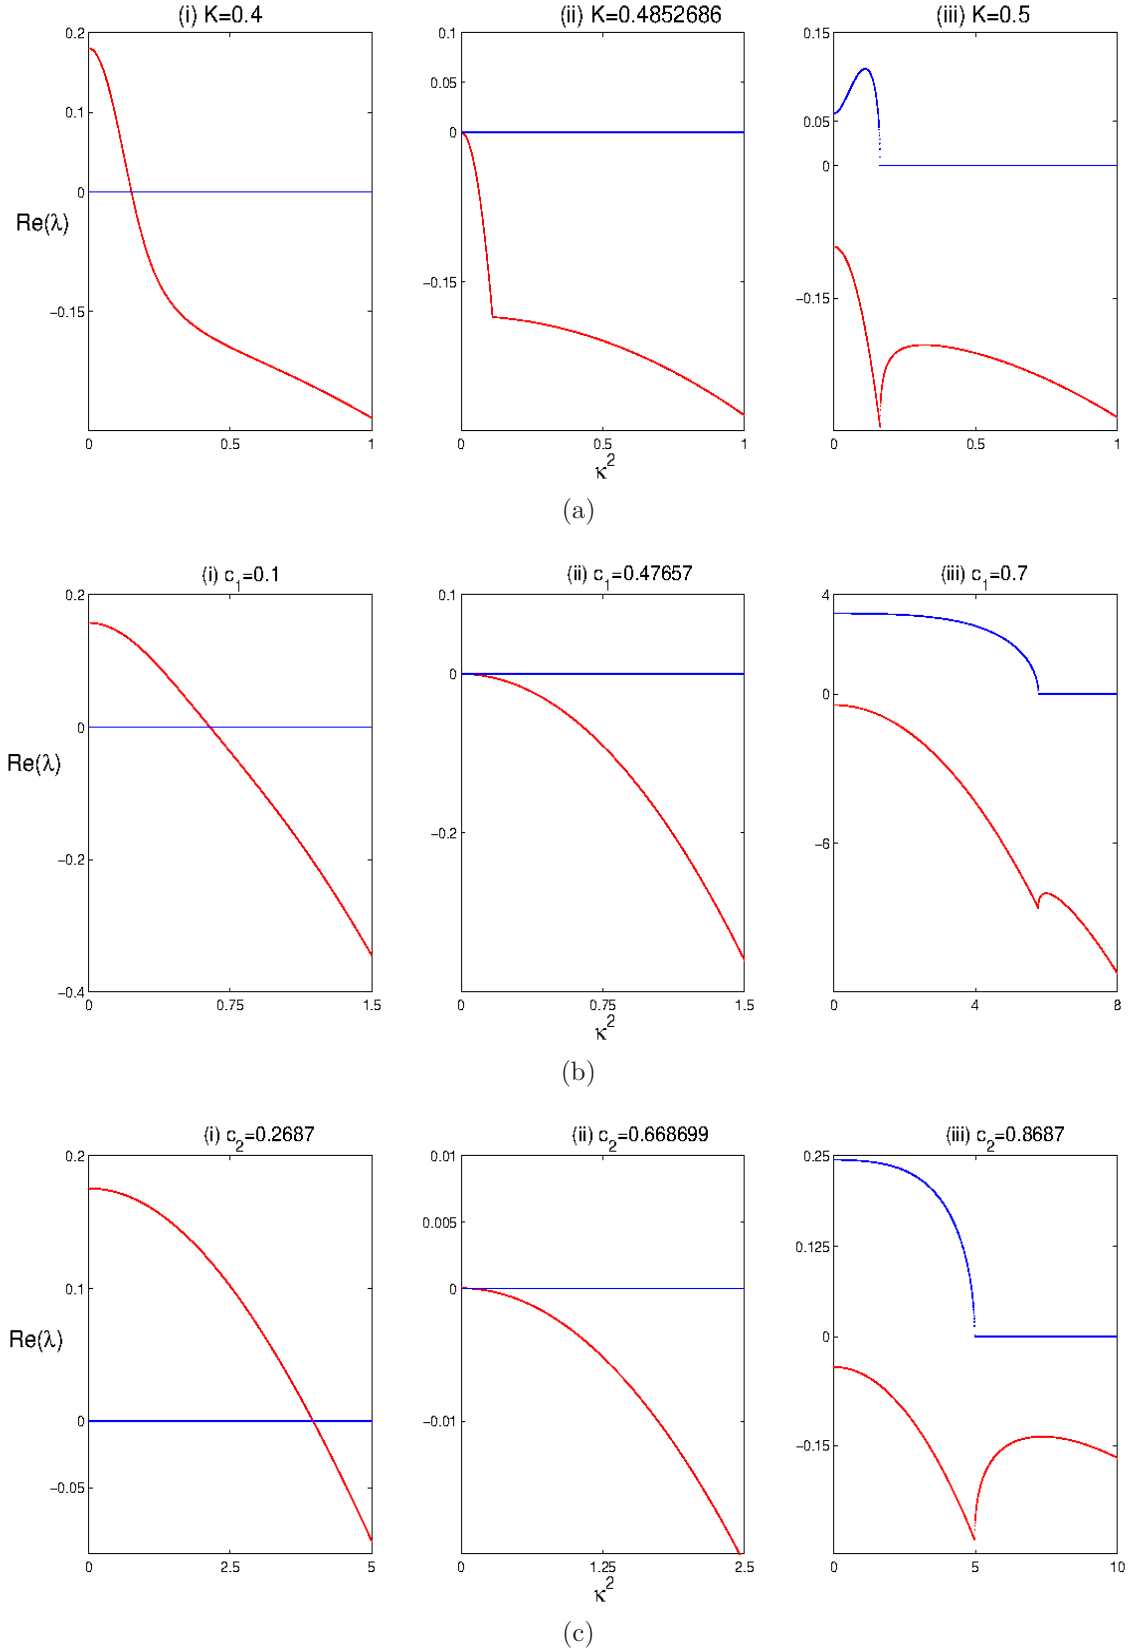 (i) K=0.4
(ii) K=0.4852686
(iii) K=0.5
0.2
0.1
0
−0.15
Re(λ)
0 0.5 1
0.1
0.05
0
−0.15
0 0.5 1
κ²
0.15
0.05
0
−0.15
0 0.5 1
(a)
(i) c₁=0.1
(ii) c₁=0.47657
(iii) c₁=0.7
0.2
0
−0.2
−0.4
Re(λ)
0 0.75 1.5
0.1
0
−0.2
0 0.75 1.5
κ²
4
0
−6
0 4 8
(b)
(i) c₂=0.2687
(ii) c₂=0.668699
(iii) c₂=0.8687
0.2
0.1
0
−0.05
Re(λ)
0 2.5 5
0.01
0.005
0
−0.01
0 1.25 2.5
κ²
0.25
0.125
0
−0.15
0 5 10
(c)